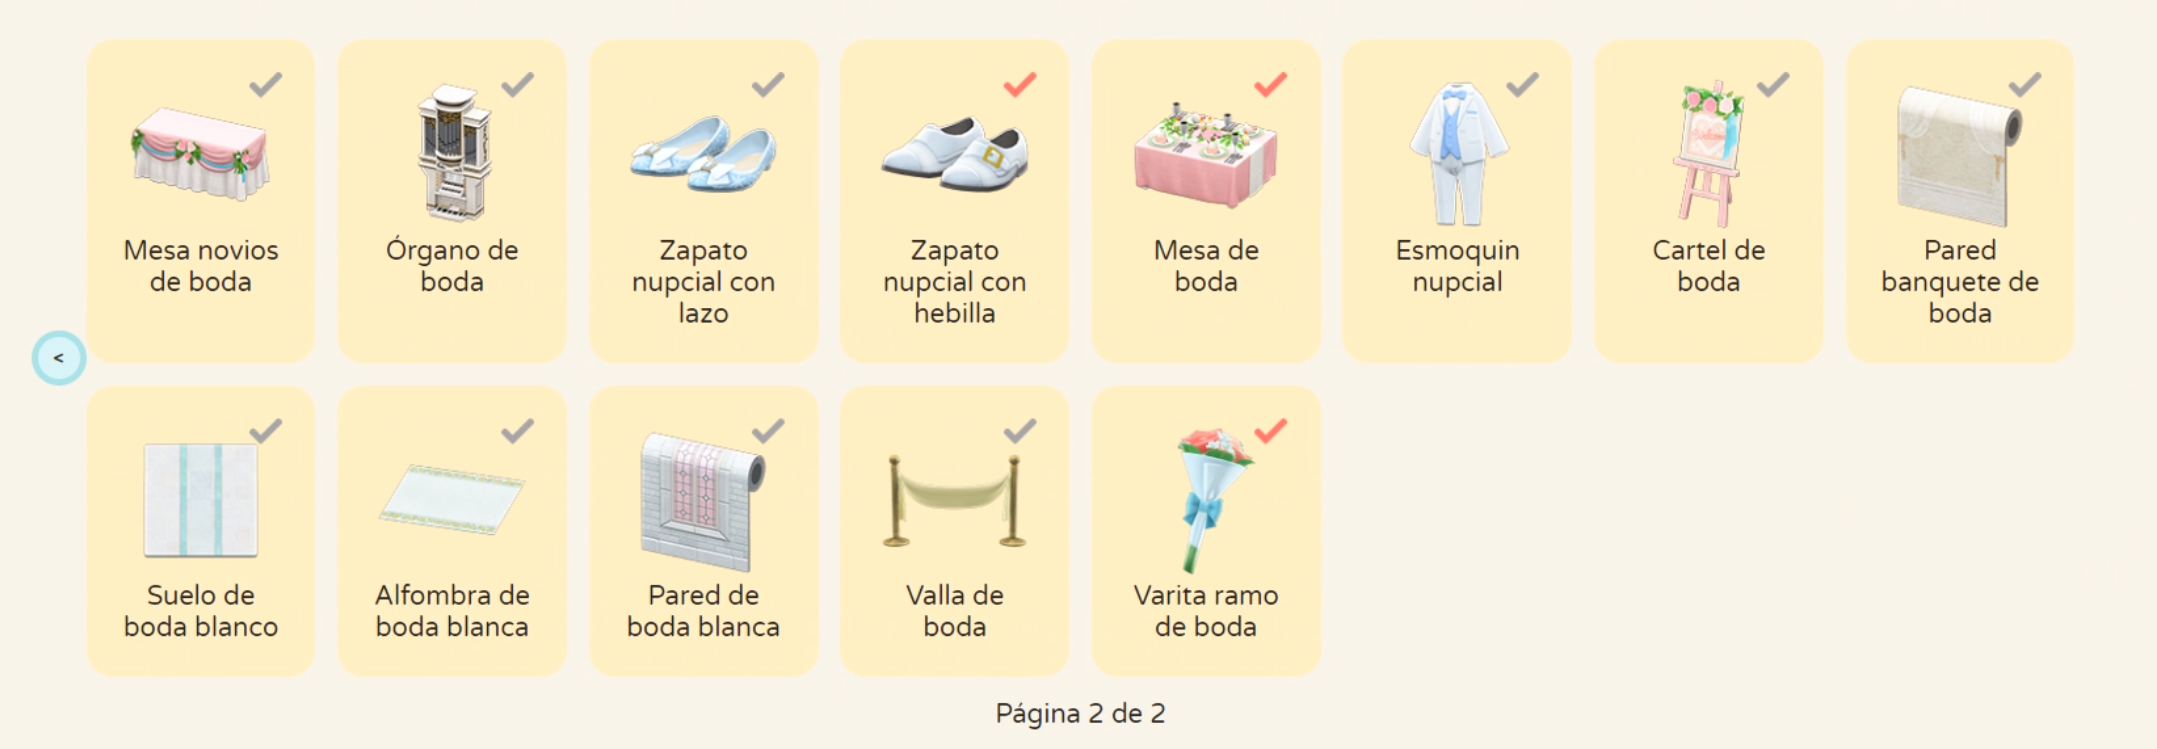 Mesa novios
de boda
Órgano de
boda
Zapato
nupcial con
lazo
Zapato
nupcial con
hebilla
Mesa de
boda
Esmoquin
nupcial
Cartel de
boda
Pared
banquete de
boda
<
Suelo de
boda blanco
Alfombra de
boda blanca
Pared de
boda blanca
Valla de
boda
Varita ramo
de boda
Página 2 de 2